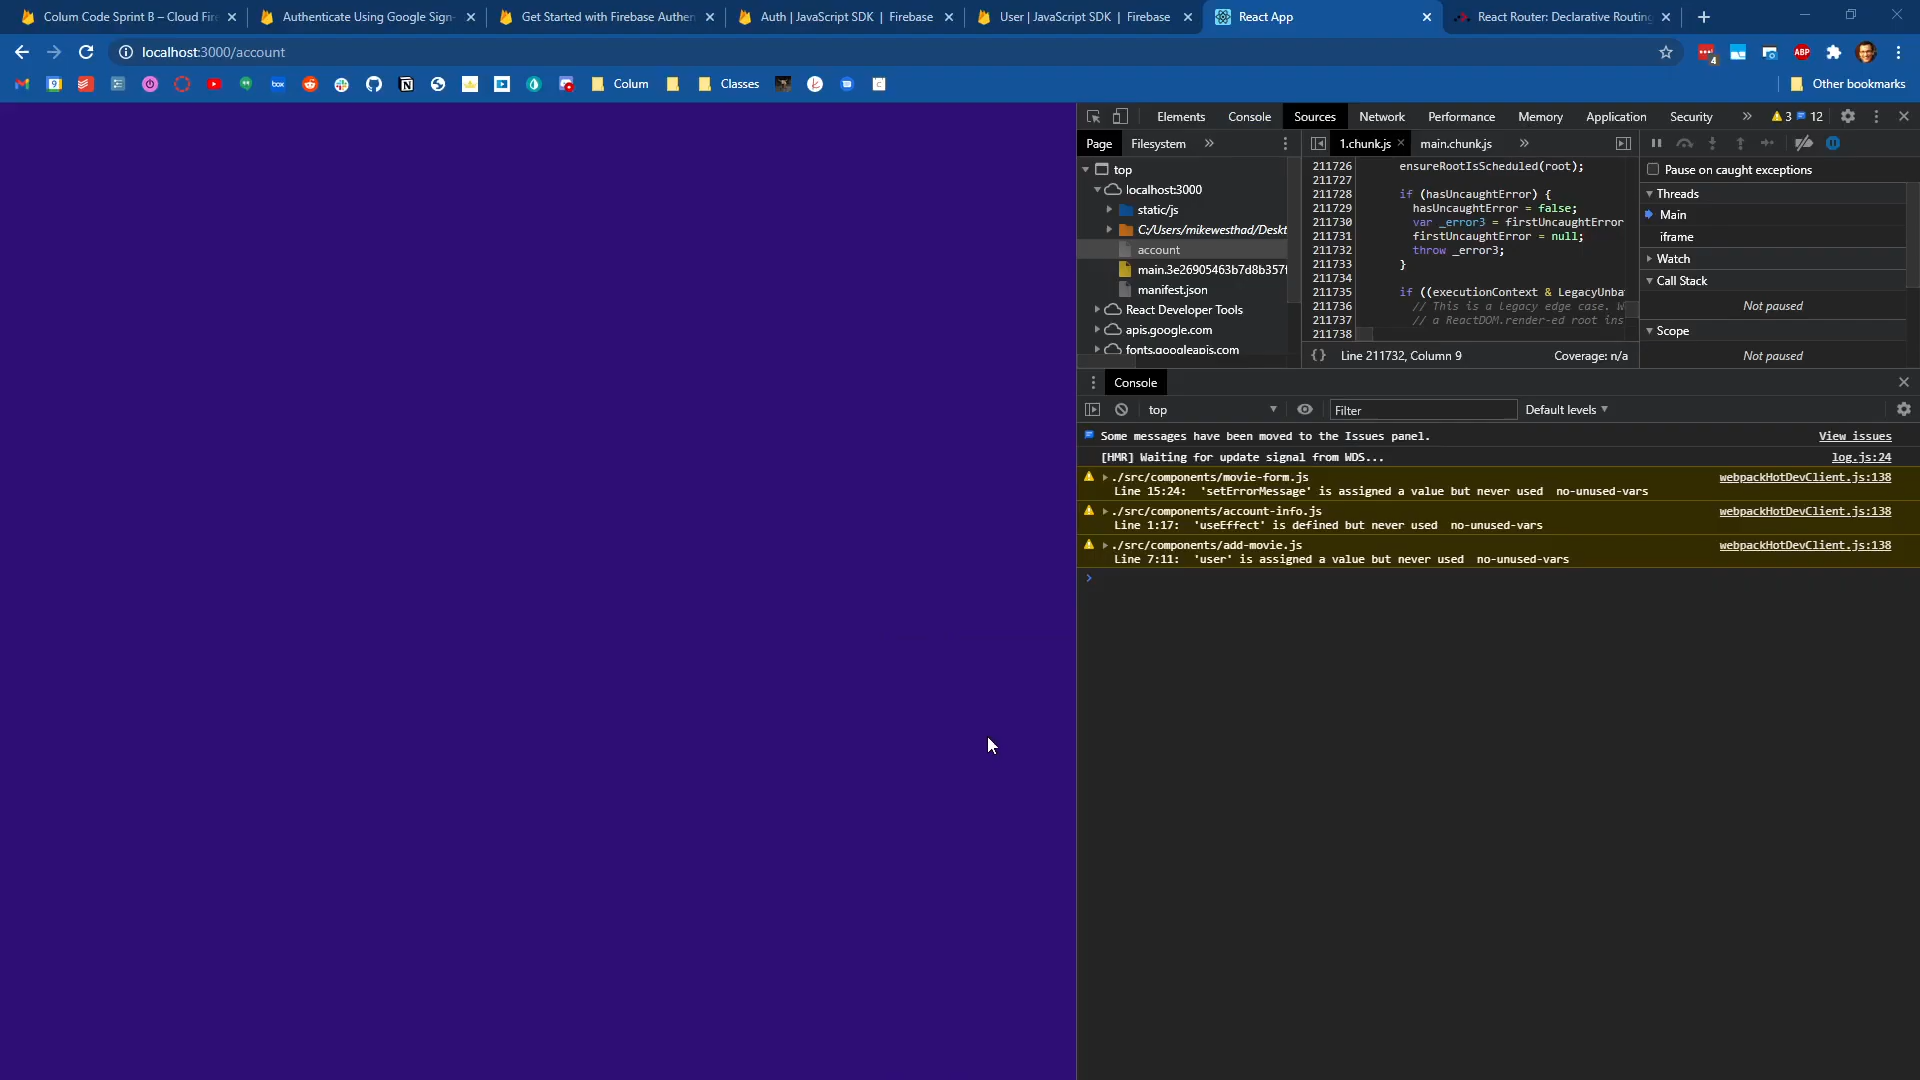 Colum Code Sprint B – Cloud Fire
Authenticate Using Google Sign-
Get Started with Firebase Authen
Auth | JavaScript SDK | Firebase
User | JavaScript SDK | Firebase
React App
React Router: Declarative Routing
localhost:3000/account
4
ABP
9
box
Colum
Classes
Other bookmarks
Elements
Console
Sources
Network
Performance
Memory
Application
Security
3
12
Page
Filesystem
1.chunk.js
main.chunk.js
Pause on caught exceptions
top
localhost:3000
static/js
C:/Users/mikewesthad/Deskt
account
main.3e26905463b7d8b357f
manifest.json
React Developer Tools
apis.google.com
fonts.googleapis.com
211726 ensureRootIsScheduled(root);
211727
211728 if (hasUncaughtError) {
211729 hasUncaughtError = false;
211730 var _error3 = firstUncaughtError
211731 firstUncaughtError = null;
211732 throw _error3;
211733 }
211734
211735 if ((executionContext & LegacyUnba
211736 // This is a legacy edge case. W
211737 // a ReactDOM.render-ed root ins
211738
{} Line 211732, Column 9
Coverage: n/a
Threads
Main
iframe
Watch
Call Stack
Not paused
Scope
Not paused
Console
top
Filter
Default levels
Some messages have been moved to the Issues panel.
View issues
[HMR] Waiting for update signal from WDS...
log.js:24
./src/components/movie-form.js
webpackHotDevClient.js:138
Line 15:24: 'setErrorMessage' is assigned a value but never used no-unused-vars
./src/components/account-info.js
webpackHotDevClient.js:138
Line 1:17: 'useEffect' is defined but never used no-unused-vars
./src/components/add-movie.js
webpackHotDevClient.js:138
Line 7:11: 'user' is assigned a value but never used no-unused-vars